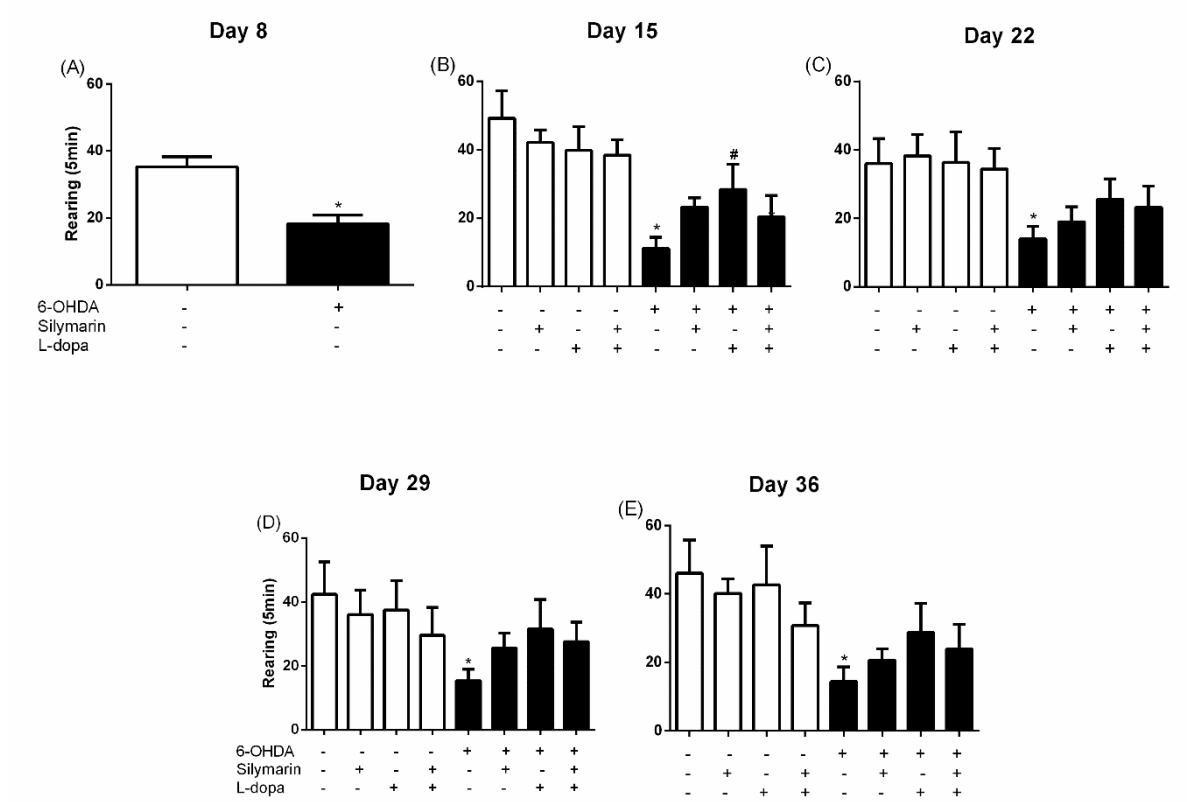 Day 8
Day 15
Day 22
(A)
(B)
(C)
60
40
20
0
Rearing (5min)
*
60
40
20
0
*
#
60
40
20
0
*
6-OHDA - +
Silymarin - -
L-dopa - -
- - - - + + + +
- + - + - + - +
- - + + - - + +
- - - - + + + +
- + - + - + - +
- - + + - - + +
Day 29
Day 36
(D)
(E)
60
40
20
0
Rearing (5min)
*
60
40
20
0
*
6-OHDA - - - - + + + +
Silymarin - + - + - + - +
L-dopa - - + + - - + +
- - - - + + + +
- + - + - + - +
- - + + - - + +